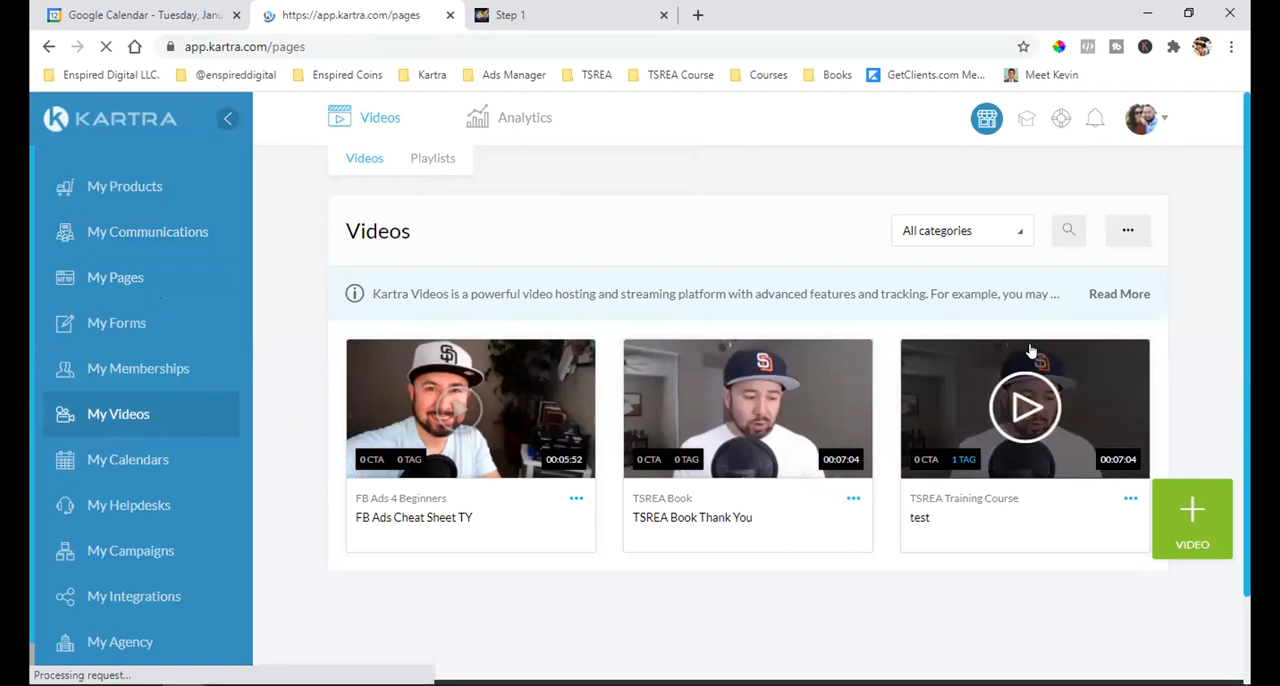 Google Calendar - Tuesday, Janu
https://app.kartra.com/pages
Step 1
app.kartra.com/pages
Enspired Digital LLC.
@enspireddigital
Enspired Coins
Kartra
Ads Manager
TSREA
TSREA Course
Courses
Books
GetClients.com Me...
Meet Kevin
KARTRA
Videos
Analytics
Videos
Playlists
My Products
My Communications
My Pages
My Forms
My Memberships
My Videos
My Calendars
My Helpdesks
My Campaigns
My Integrations
My Agency
Videos
All categories
Kartra Videos is a powerful video hosting and streaming platform with advanced features and tracking. For example, you may ...
Read More
0 CTA 0 TAG 00:05:52
FB Ads 4 Beginners
FB Ads Cheat Sheet TY
0 CTA 0 TAG 00:07:04
TSREA Book
TSREA Book Thank You
0 CTA 1 TAG 00:07:04
TSREA Training Course
test
VIDEO
Processing request...